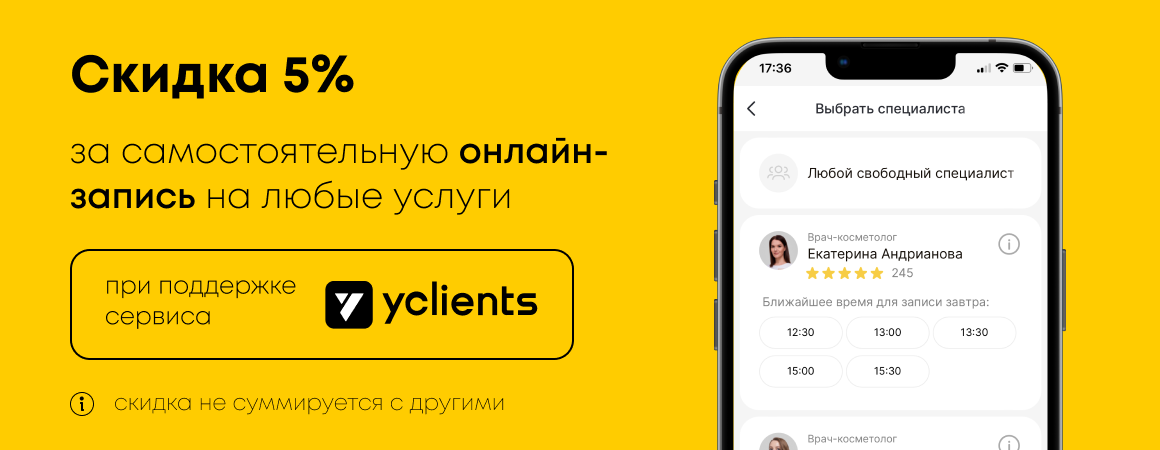 Скидка 5%
за самостоятельную онлайн-
запись на любые услуги
при поддержке
сервиса
yclients
скидка не суммируется с другими
17:36
Выбрать специалиста
Любой свободный специалист
Врач-косметолог
Екатерина Андрианова
245
Ближайшее время для записи завтра:
12:30 13:00 13:30
15:00 15:30
Врач-косметолог